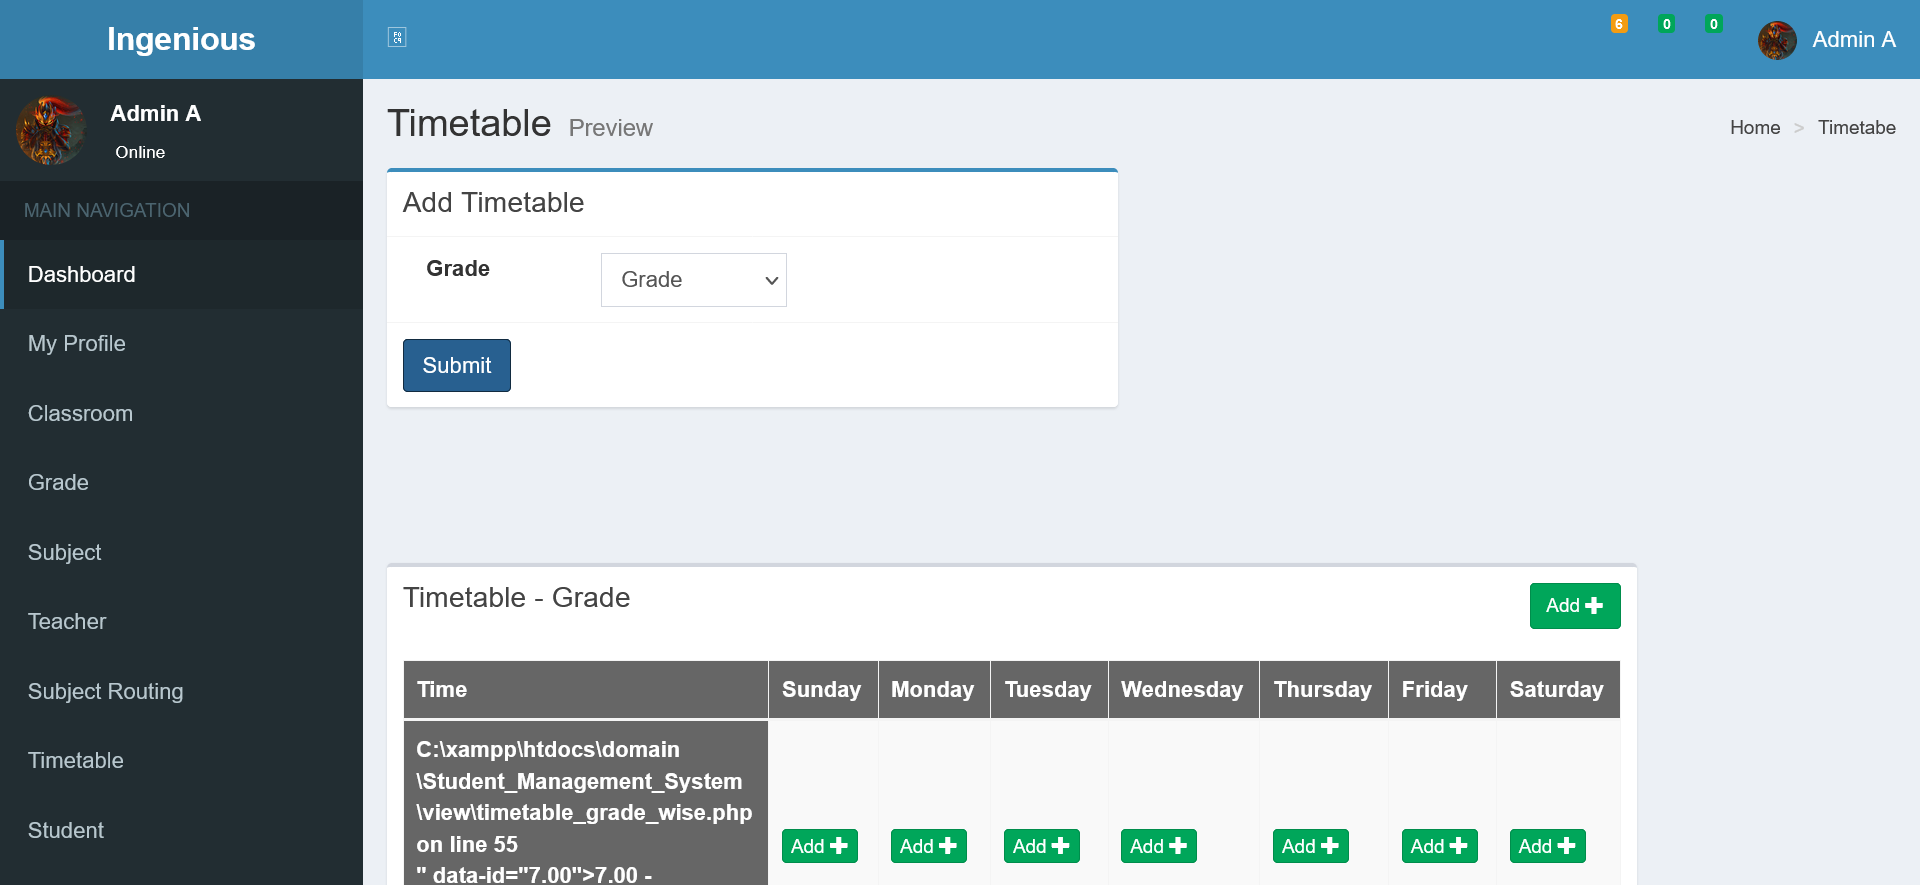 Ingenious
6
0
0
Admin A
Admin A
Online
MAIN NAVIGATION
Dashboard
My Profile
Classroom
Grade
Subject
Teacher
Subject Routing
Timetable
Student
Timetable Preview
Home > Timetabe
Add Timetable
Grade
Grade
Submit
Timetable - Grade
Add
Time Sunday Monday Tuesday Wednesday Thursday Friday Saturday
C:\xampp\htdocs\domain
\Student_Management_System
\view\timetable_grade_wise.php
on line 55
" data-id="7.00">7.00 -
Add Add Add Add Add Add Add